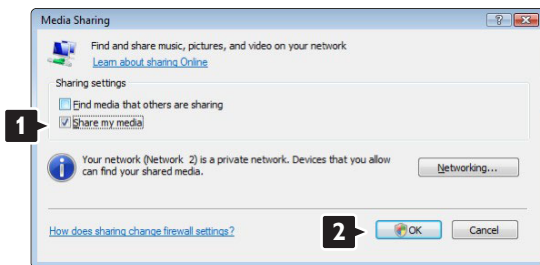 Media Sharing
Find and share music, pictures, and video on your network
Learn about sharing Online
Sharing settings
Find media that others are sharing
1
Share my media
Your network (Network 2) is a private network. Devices that you allow
can find your shared media.
Networking...
How does sharing change firewall settings?
2
OK
Cancel